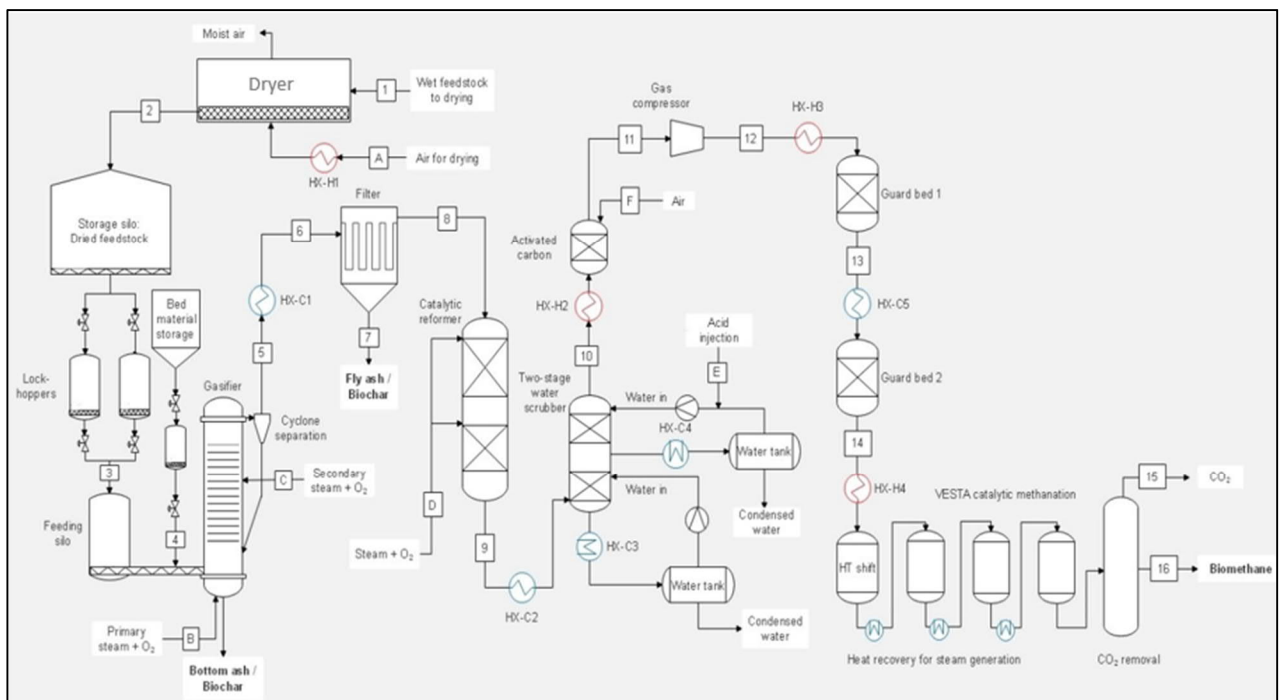 Moist air
Dryer
1
Wet feedstock
to drying
2
A
Air for drying
HX-H1
Storage silo:
Dried feedstock
Filter
6
8
Bed
material
storage
HX-C1
5
7
Fly ash /
Biochar
Lock-
hoppers
Gasifier
Cyclone
separation
3
C
Secondary
steam + O2
Feeding
silo
4
Primary
steam + O2
B
Bottom ash /
Biochar
Catalytic
reformer
D
Steam + O2
9
HX-C2
Gas
compressor
11
12
HX-H3
F
Air
Activated
carbon
HX-H2
10
Two-stage
water
scrubber
Acid
injection
E
Water in
HX-C4
Water tank
Condensed
water
Water in
HX-C3
Water tank
Condensed
water
Guard bed 1
13
HX-C5
Guard bed 2
14
HX-H4
VESTA catalytic methanation
HT shift
Heat recovery for steam generation
15
CO2
16
Biomethane
CO2 removal